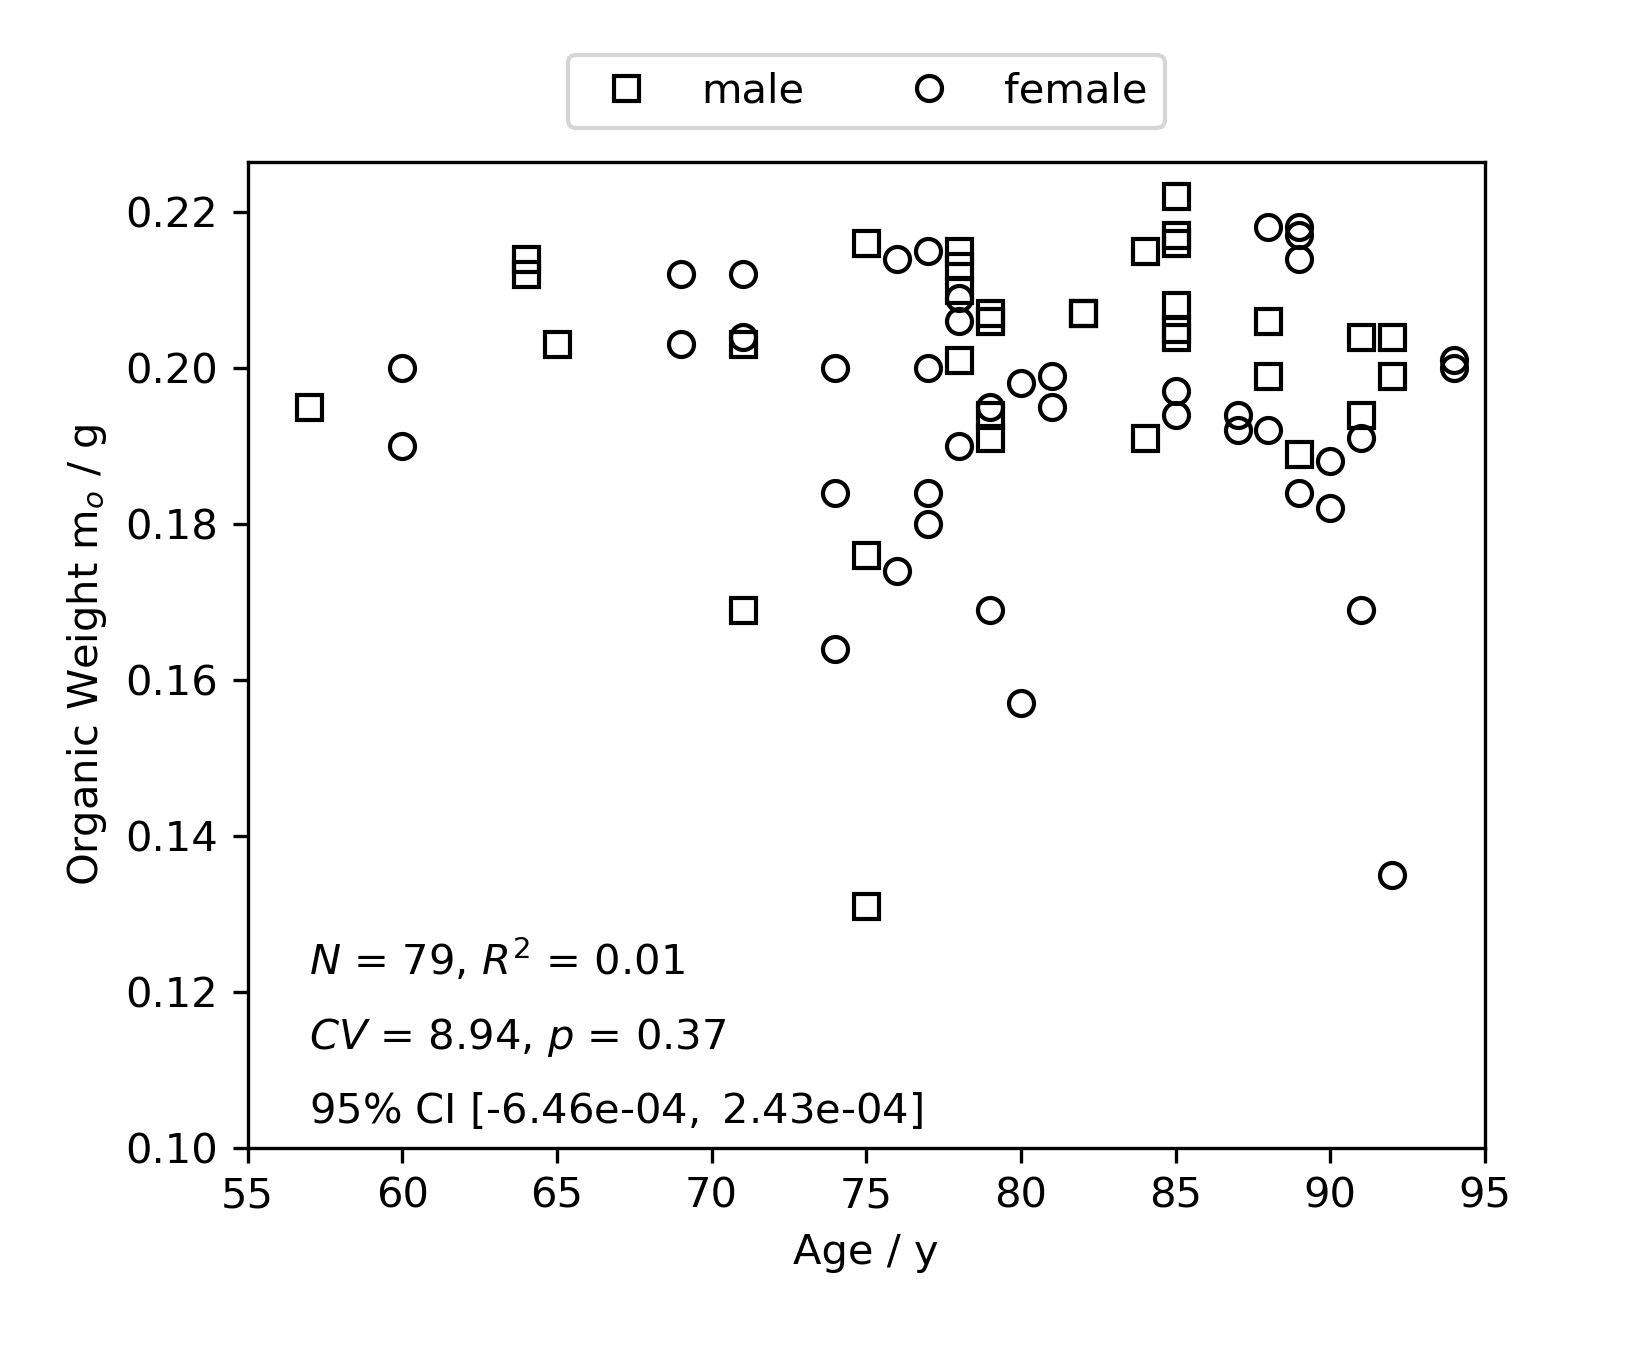 male female
0.22
0.20
0.18
0.16
0.14
0.12
0.10
Organic Weight mₒ / g
N = 79, R² = 0.01
CV = 8.94, p = 0.37
95% CI [-6.46e-04, 2.43e-04]
55 60 65 70 75 80 85 90 95
Age / y